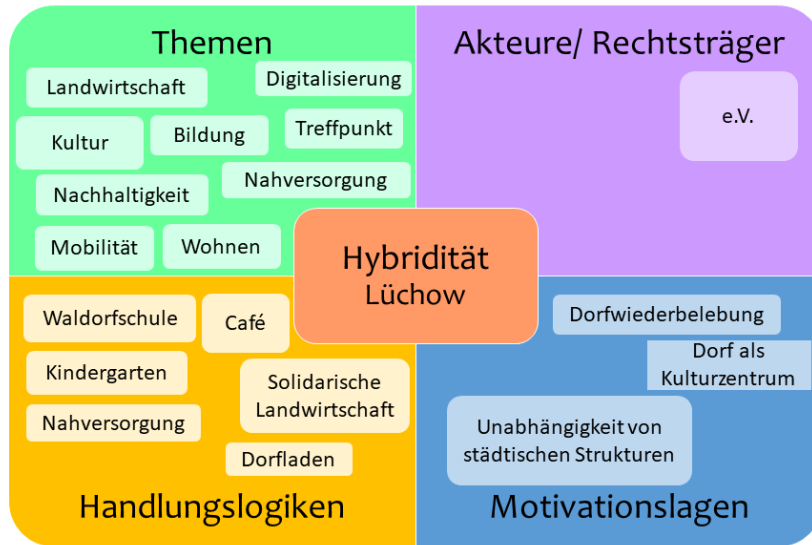 Themen
Landwirtschaft
Digitalisierung
Kultur
Bildung
Treffpunkt
Nachhaltigkeit
Nahversorgung
Mobilität
Wohnen
Akteure/ Rechtsträger
e.V.
Hybridität
Lüchow
Waldorfschule
Café
Kindergarten
Solidarische
Landwirtschaft
Nahversorgung
Dorfladen
Handlungslogiken
Dorfwiederbelebung
Dorf als
Kulturzentrum
Unabhängigkeit von
städtischen Strukturen
Motivationslagen